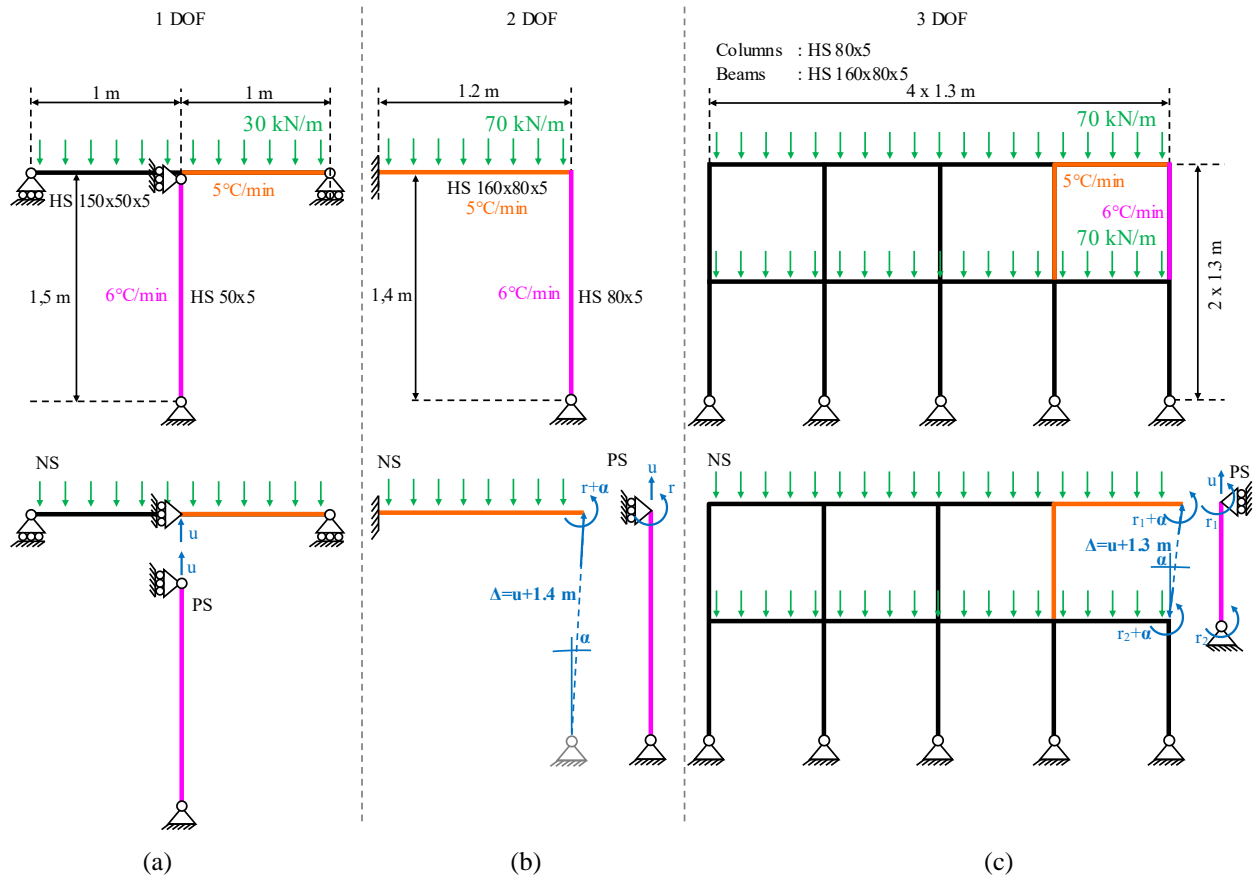 1 DOF
1 m
1 m
30 kN/m
HS 150x50x5
5°C/min
1,5 m
6°C/min
HS 50x5
NS
u
u
PS
(a)
2 DOF
1.2 m
70 kN/m
HS 160x80x5
5°C/min
1,4 m
6°C/min
HS 80x5
NS
PS
r+α
u
r
Δ=u+1.4 m
α
(b)
3 DOF
Columns : HS 80x5
Beams : HS 160x80x5
4 x 1.3 m
70 kN/m
5°C/min
6°C/min
70 kN/m
2 x 1.3 m
NS
PS
u
r₁+α
r₁
Δ=u+1.3 m
α
r₂+α
r₂
(c)